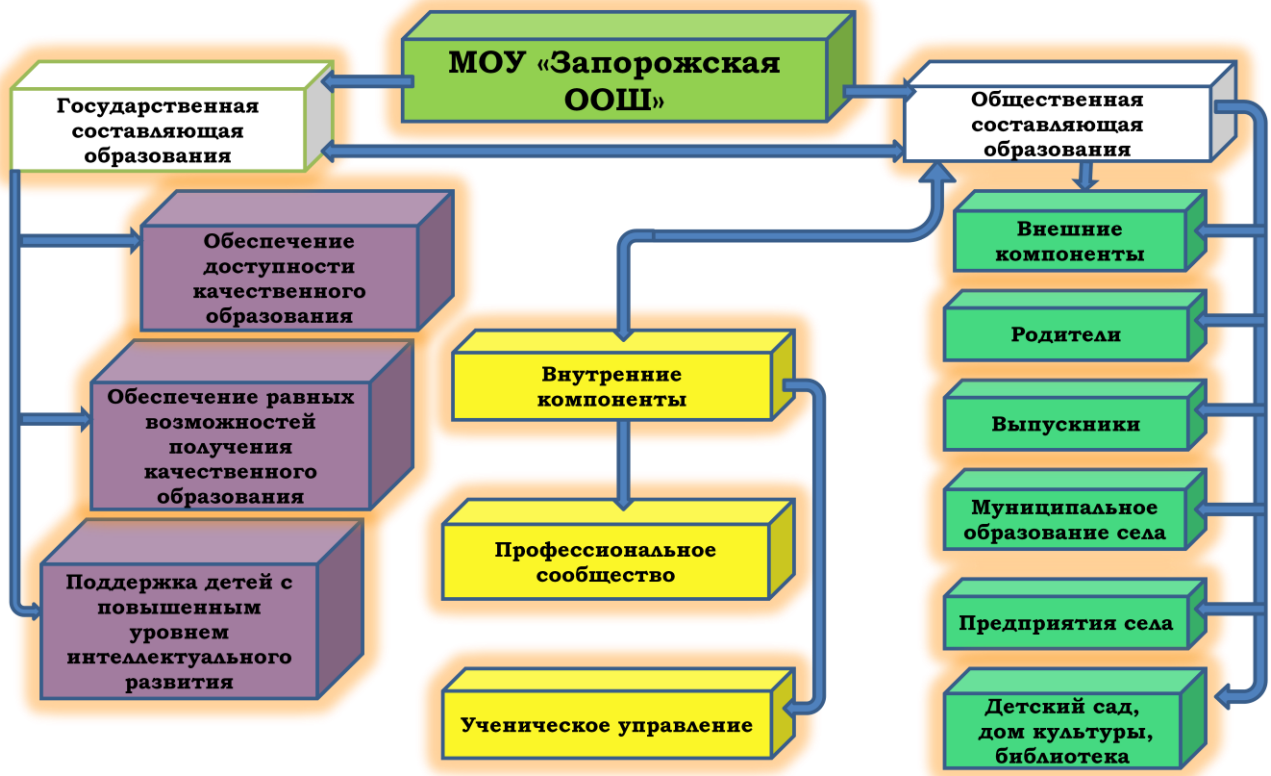 МОУ «Запорожская
ООШ»
Государственная
составляющая
образования
Общественная
составляющая
образования
Обеспечение
доступности
качественного
образования
Обеспечение равных
возможностей
получения
качественного
образования
Поддержка детей с
повышенным
уровнем
интеллектуального
развития
Внутренние
компоненты
Профессиональное
сообщество
Ученическое управление
Внешние
компоненты
Родители
Выпускники
Муниципальное
образование села
Предприятия села
Детский сад,
дом культуры,
библиотека